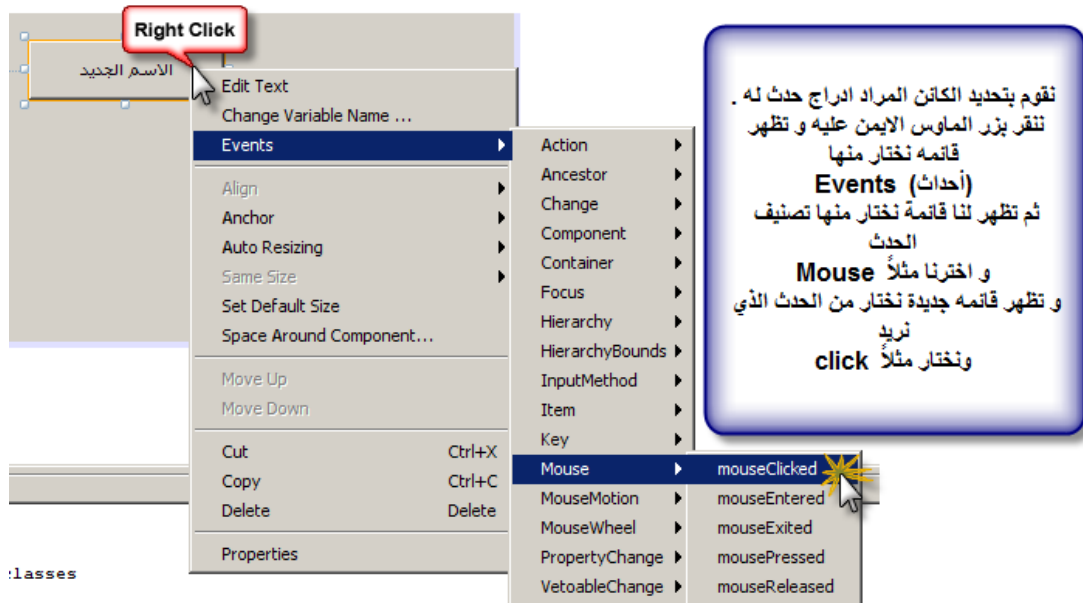 Right Click
الاسم الجديد
Edit Text
Change Variable Name ...
Events
Align
Anchor
Auto Resizing
Same Size
Set Default Size
Space Around Component...
Move Up
Move Down
Cut Ctrl+X
Copy Ctrl+C
Delete Delete
Properties
Action
Ancestor
Change
Component
Container
Focus
Hierarchy
HierarchyBounds
InputMethod
Item
Key
Mouse
MouseMotion
MouseWheel
PropertyChange
VetoableChange
mouseClicked
mouseEntered
mouseExited
mousePressed
mouseReleased
نقوم بتحديد الكائن المراد ادراج حدث له .
ننقر بزر الماوس الايمن عليه و تظهر
قائمه نختار منها
Events (أحداث)
ثم تظهر لنا قائمة نختار منها تصنيف
الحدث
و اخترنا مثلاً Mouse
و تظهر قائمه جديدة نختار من الحدث الذي
نريد
ونختار مثلاً click